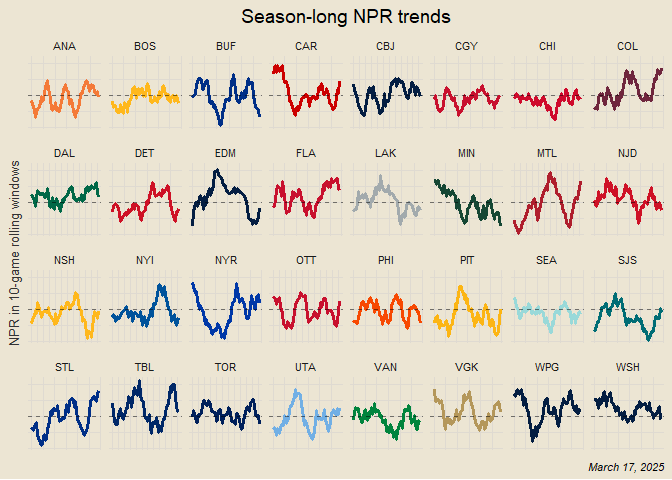 Season-long NPR trends
ANA BOS BUF CAR CBJ CGY CHI COL
DAL DET EDM FLA LAK MIN MTL NJD
NSH NYI NYR OTT PHI PIT SEA SJS
STL TBL TOR UTA VAN VGK WPG WSH
NPR in 10-game rolling windows
March 17, 2025